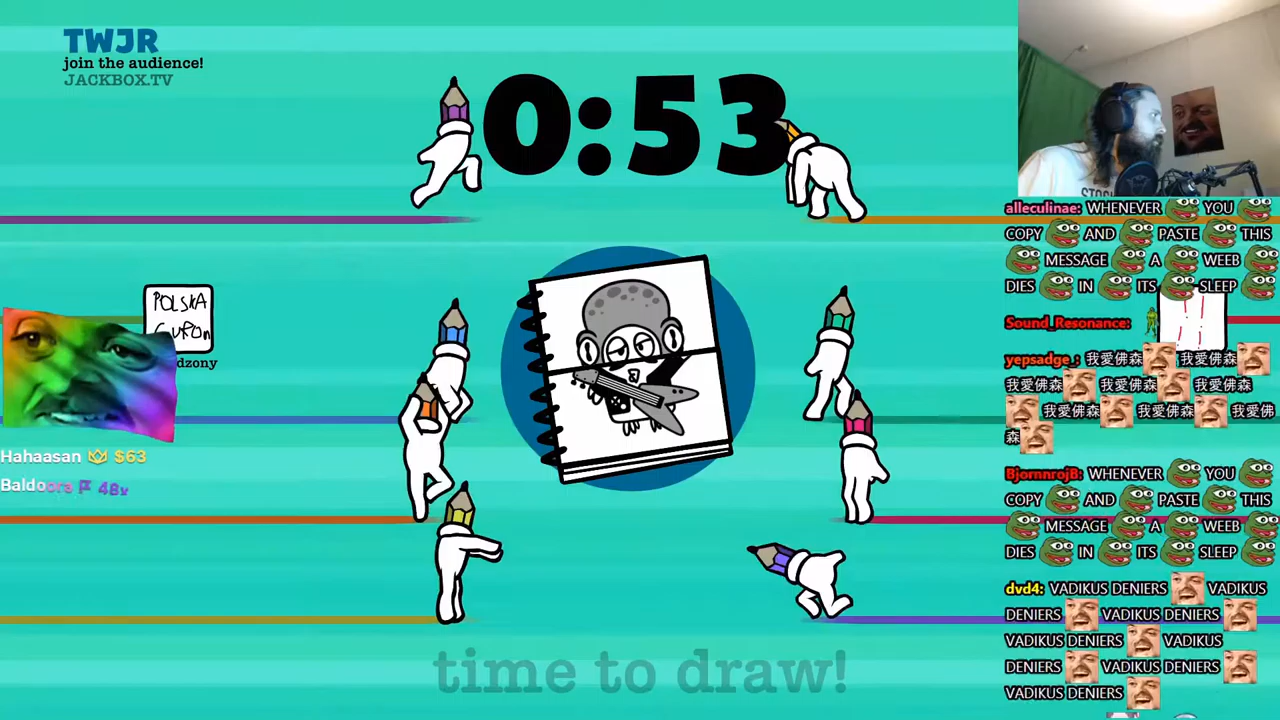 TWJR
join the audience!
JACKBOX.TV
0:53
POLSKA
GUROM
dzony
Hahaasan $63
Baldoora 48x
time to draw!
alleculinae: WHENEVER YOU
COPY AND PASTE THIS
MESSAGE A WEEB
DIES IN ITS SLEEP
Sound_Resonance:
yepsadge_: 我愛佛森 我愛佛森
我愛佛森 我愛佛森 我愛佛森
我愛佛森 我愛佛森 我愛佛
森
BjornnrojB: WHENEVER YOU
COPY AND PASTE THIS
MESSAGE A WEEB
DIES IN ITS SLEEP
dvd4: VADIKUS DENIERS VADIKUS
DENIERS VADIKUS DENIERS
VADIKUS DENIERS VADIKUS
DENIERS VADIKUS DENIERS
VADIKUS DENIERS